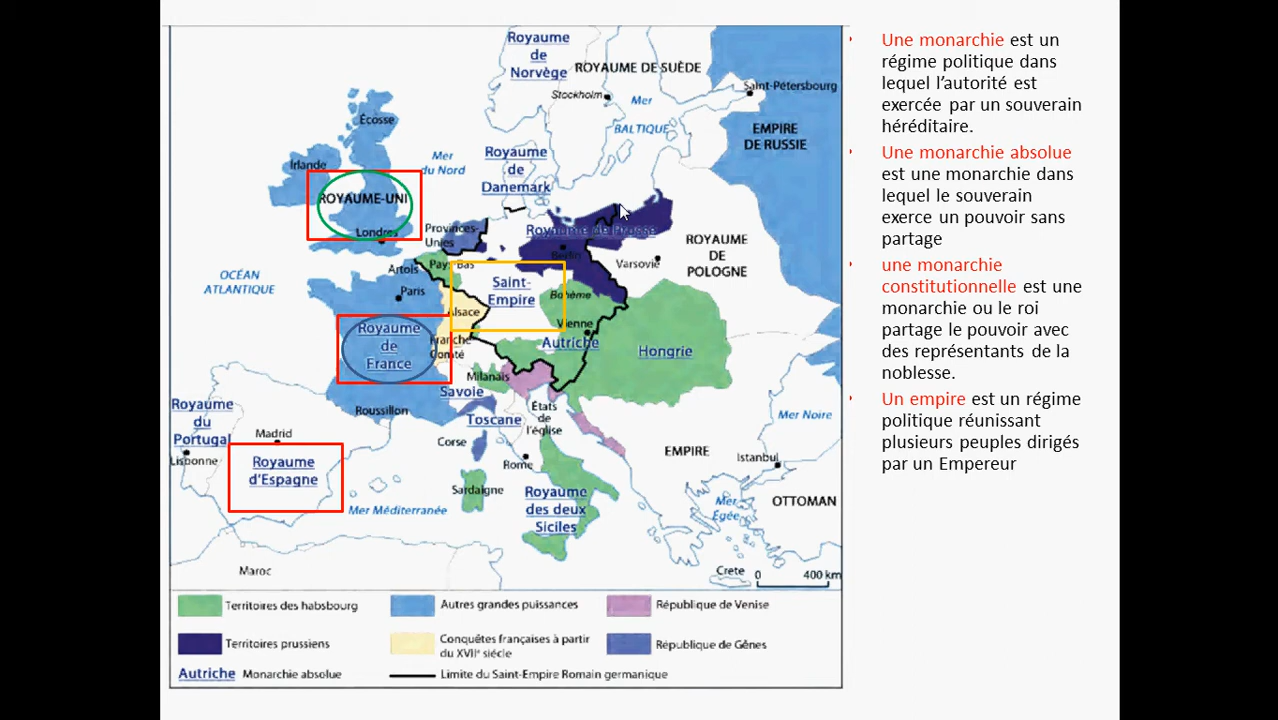 Royaume
de
Norvège
ROYAUME DE SUÈDE
Stockholm
Mer
BALTIQUE
Saint-Pétersbourg
EMPIRE
DE RUSSIE
Écosse
Irlande
Mer
du Nord
Royaume
de
Danemark
ROYAUME-UNI
Londres
Provinces-
Unies
Royaume de Prusse
Berlin
Varsovie
ROYAUME
DE
POLOGNE
OCÉAN
ATLANTIQUE
Artois
Pays-Bas
Paris
Saint-
Empire
Bohème
Alsace
Vienne
Autriche
Hongrie
Royaume
de
France
Franche
Comté
Milanais
Savoie
Roussillon
Toscane
États
de
l'église
Mer Noire
Royaume
du
Portugal
Madrid
Lisbonne
Corse
Rome
EMPIRE
Istanbul
Royaume
d'Espagne
Sardaigne
Royaume
des deux
Siciles
Mer Méditerranée
Mer
Égée
OTTOMAN
Maroc
Crete
0 400 km
Territoires des habsbourg
Autres grandes puissances
République de Venise
Territoires prussiens
Conquêtes françaises à partir
du XVIIe siécle
République de Gênes
Autriche Monarchie absolue
Limite du Saint-Empire Romain germanique
• Une monarchie est un
régime politique dans
lequel l'autorité est
exercée par un souverain
héréditaire.
• Une monarchie absolue
est une monarchie dans
lequel le souverain
exerce un pouvoir sans
partage
• une monarchie
constitutionnelle est une
monarchie ou le roi
partage le pouvoir avec
des représentants de la
noblesse.
• Un empire est un régime
politique réunissant
plusieurs peuples dirigés
par un Empereur